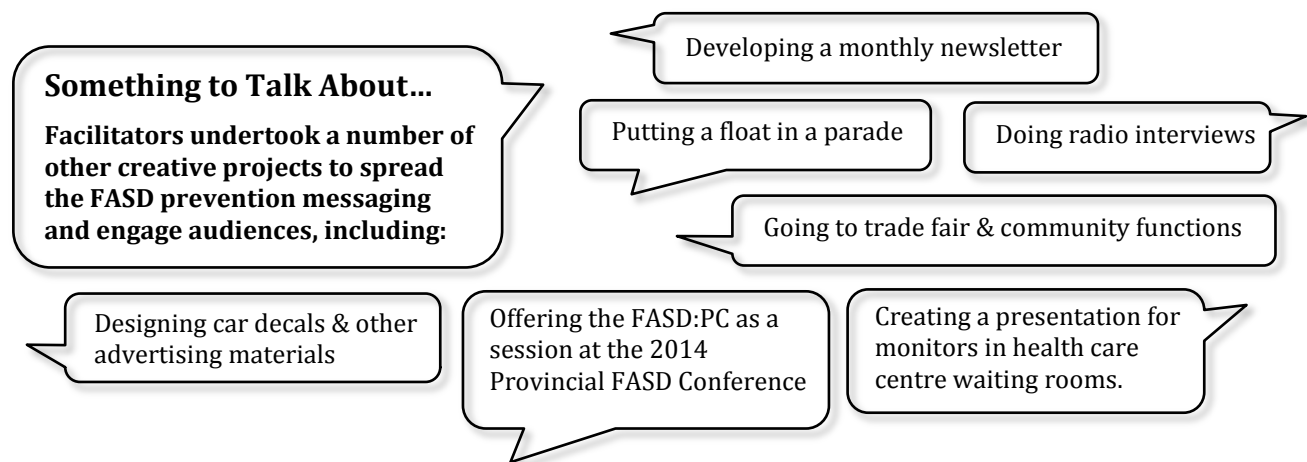 Something to Talk About…
Facilitators undertook a number of
other creative projects to spread
the FASD prevention messaging
and engage audiences, including:
Developing a monthly newsletter
Putting a float in a parade
Doing radio interviews
Going to trade fair & community functions
Designing car decals & other
advertising materials
Offering the FASD:PC as a
session at the 2014
Provincial FASD Conference
Creating a presentation for
monitors in health care
centre waiting rooms.